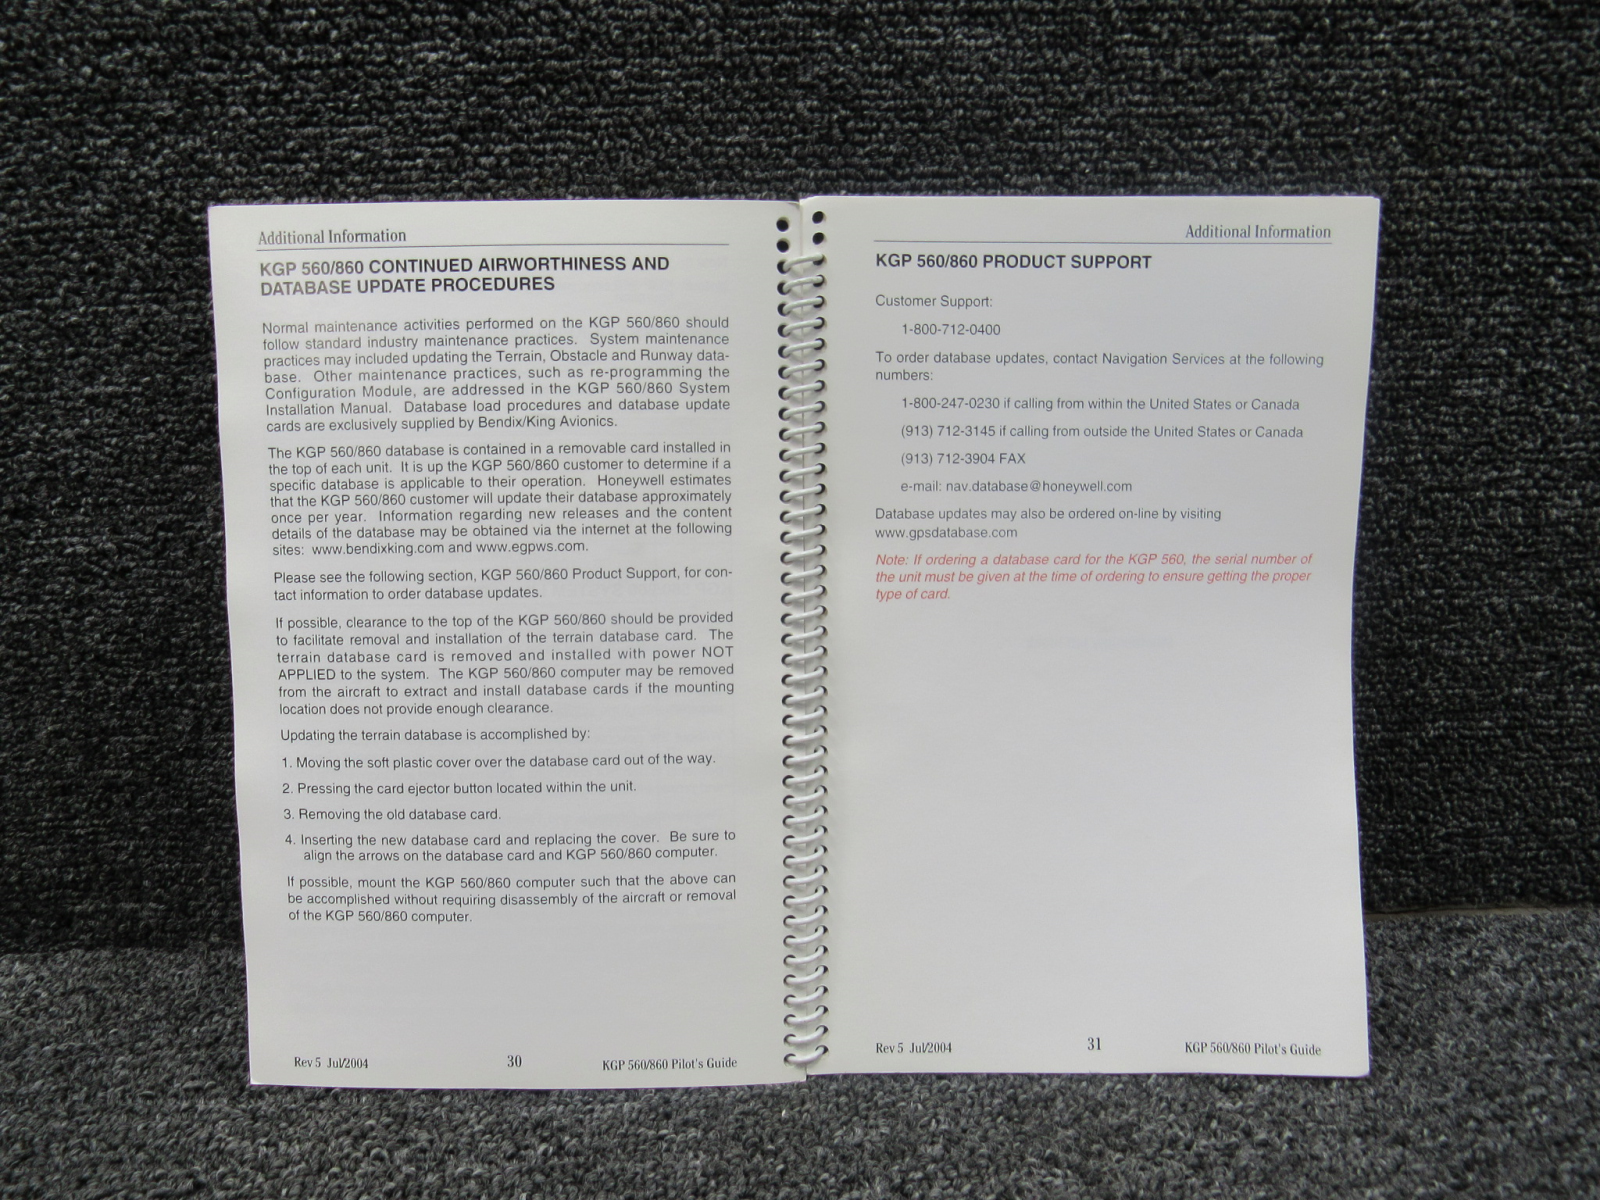 Additional Information
KGP 560/860 CONTINUED AIRWORTHINESS AND
DATABASE UPDATE PROCEDURES
Normal maintenance activities performed on the KGP 560/860 should
follow standard industry maintenance practices. System maintenance
practices may included updating the Terrain, Obstacle and Runway data-
base. Other maintenance practices, such as re-programming the
Configuration Module, are addressed in the KGP 560/860 System
Installation Manual. Database load procedures and database update
cards are exclusively supplied by Bendix/King Avionics.
The KGP 560/860 database is contained in a removable card installed in
the top of each unit. It is up the KGP 560/860 customer to determine if a
specific database is applicable to their operation. Honeywell estimates
that the KGP 560/860 customer will update their database approximately
once per year. Information regarding new releases and the content
details of the database may be obtained via the internet at the following
sites: www.bendixking.com and www.egpws.com.
Please see the following section, KGP 560/860 Product Support, for con-
tact information to order database updates.
If possible, clearance to the top of the KGP 560/860 should be provided
to facilitate removal and installation of the terrain database card. The
terrain database card is removed and installed with power NOT
APPLIED to the system. The KGP 560/860 computer may be removed
from the aircraft to extract and install database cards if the mounting
location does not provide enough clearance.
Updating the terrain database is accomplished by:
1. Moving the soft plastic cover over the database card out of the way.
2. Pressing the card ejector button located within the unit.
3. Removing the old database card.
4. Inserting the new database card and replacing the cover. Be sure to
align the arrows on the database card and KGP 560/860 computer.
If possible, mount the KGP 560/860 computer such that the above can
be accomplished without requiring disassembly of the aircraft or removal
of the KGP 560/860 computer.
Rev 5 Jul/2004
30
KGP 560/860 Pilot's Guide
Additional Information
KGP 560/860 PRODUCT SUPPORT
Customer Support:
1-800-712-0400
To order database updates, contact Navigation Services at the following
numbers:
1-800-247-0230 if calling from within the United States or Canada
(913) 712-3145 if calling from outside the United States or Canada
(913) 712-3904 FAX
e-mail: nav.database@honeywell.com
Database updates may also be ordered on-line by visiting
www.gpsdatabase.com
Note: If ordering a database card for the KGP 560, the serial number of
the unit must be given at the time of ordering to ensure getting the proper
type of card.
Rev 5 Jul/2004
31
KGP 560/860 Pilot's Guide